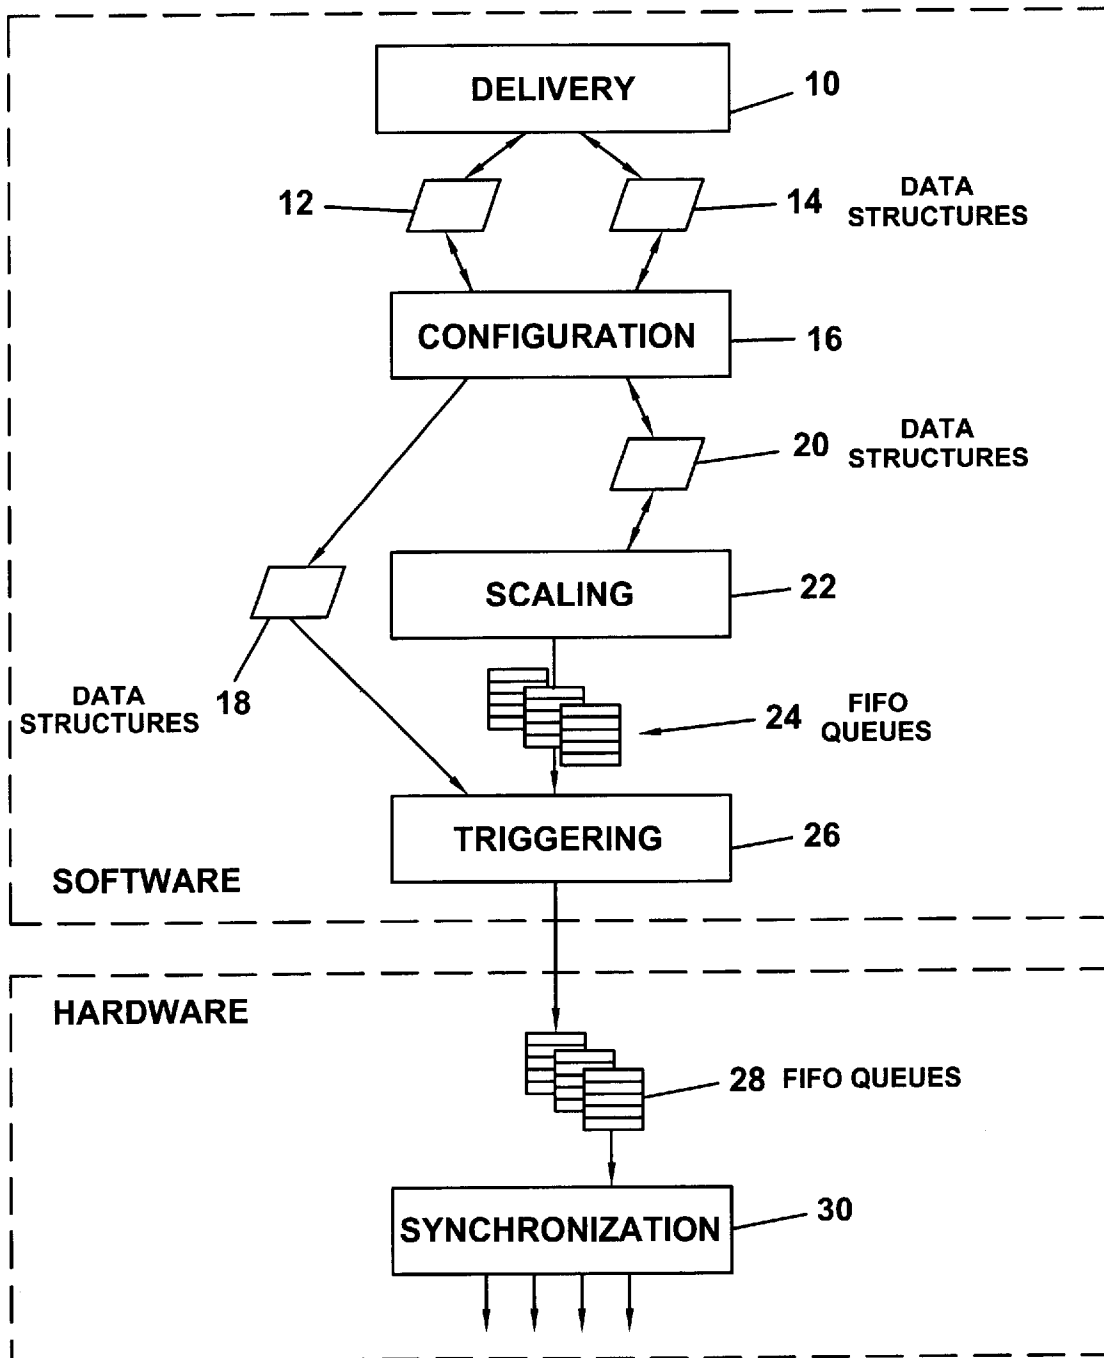 DELIVERY
10
12
14
DATA
STRUCTURES
CONFIGURATION
16
20
DATA
STRUCTURES
SCALING
22
DATA
STRUCTURES
18
24
FIFO
QUEUES
TRIGGERING
26
SOFTWARE
HARDWARE
28 FIFO QUEUES
SYNCHRONIZATION
30